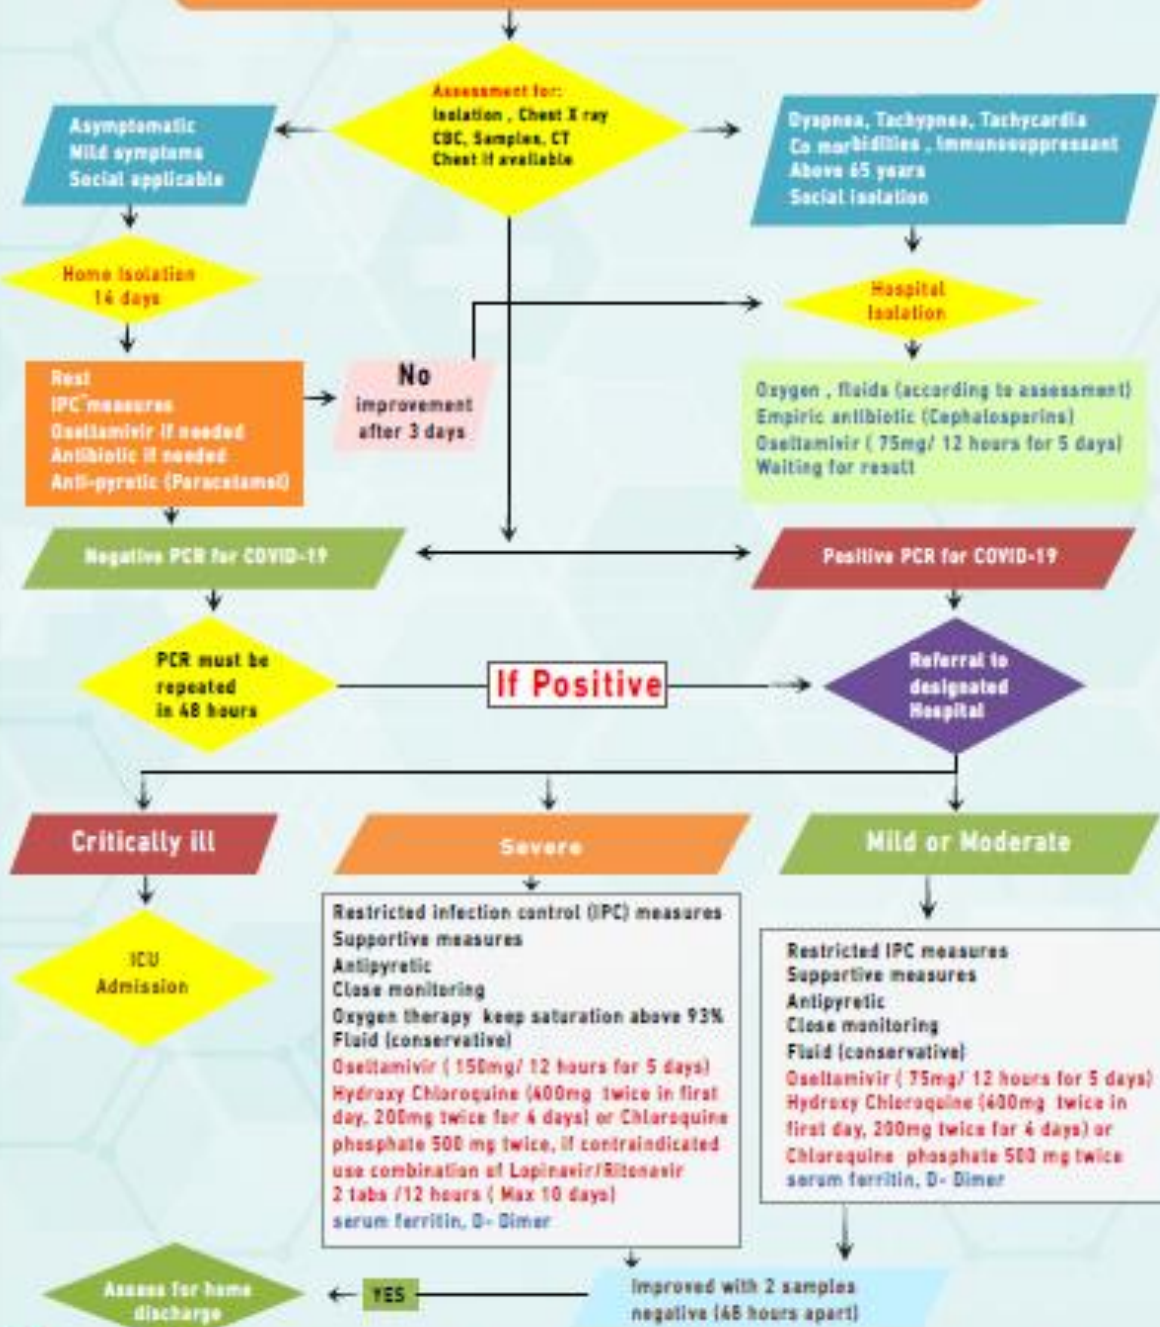 Assessment for:
Isolation , Chest X ray
CBC, Samples, CT
Chest if available
Asymptomatic
Mild symptoms
Social applicable
Dyspnea, Tachypnea, Tachycardia
Co morbidities , Immunosuppressant
Above 65 years
Social isolation
Home Isolation
14 days
Hospital
Isolation
Rest
IPC measures
Oseltamivir if needed
Antibiotic if needed
Anti-pyretic (Paracetamol)
No
improvement
after 3 days
Oxygen , fluids (according to assessment)
Empiric antibiotic (Cephalosporins)
Oseltamivir ( 75mg/ 12 hours for 5 days)
Waiting for result
Negative PCR for COVID-19
Positive PCR for COVID-19
PCR must be
repeated
in 48 hours
If Positive
Referral to
designated
Hospital
Critically ill
Severe
Mild or Moderate
ICU
Admission
Restricted infection control (IPC) measures
Supportive measures
Antipyretic
Close monitoring
Oxygen therapy keep saturation above 93%
Fluid (conservative)
Oseltamivir ( 150mg/ 12 hours for 5 days)
Hydroxy Chloroquine (400mg twice in first
day, 200mg twice for 4 days) or Chloroquine
phosphate 500 mg twice, if contraindicated
use combination of Lopinavir/Ritonavir
2 tabs /12 hours ( Max 10 days)
serum ferritin, D- Dimer
Restricted IPC measures
Supportive measures
Antipyretic
Close monitoring
Fluid (conservative)
Oseltamivir ( 75mg/ 12 hours for 5 days)
Hydroxy Chloroquine (400mg twice in
first day, 200mg twice for 4 days) or
Chloroquine phosphate 500 mg twice
serum ferritin, D- Dimer
Assess for home
discharge
YES
Improved with 2 samples
negative (48 hours apart)